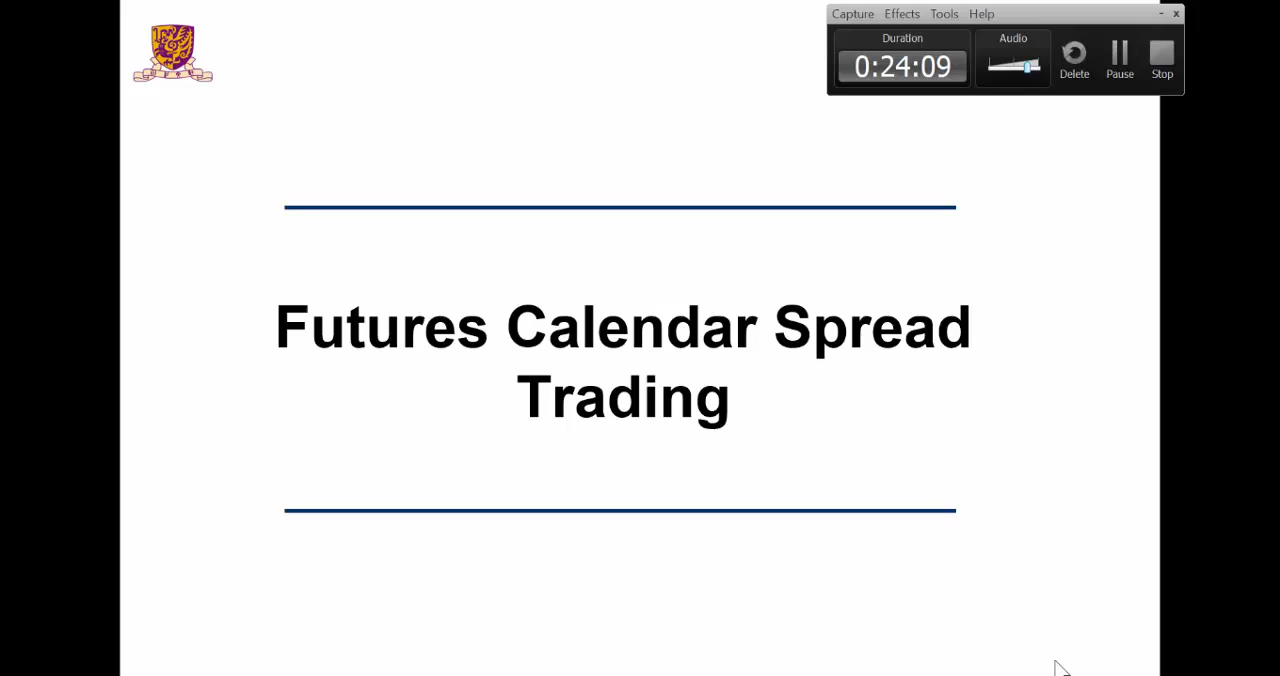 Capture Effects Tools Help - x
Duration
Audio
0:24:09
Delete Pause Stop
Futures Calendar Spread
Trading